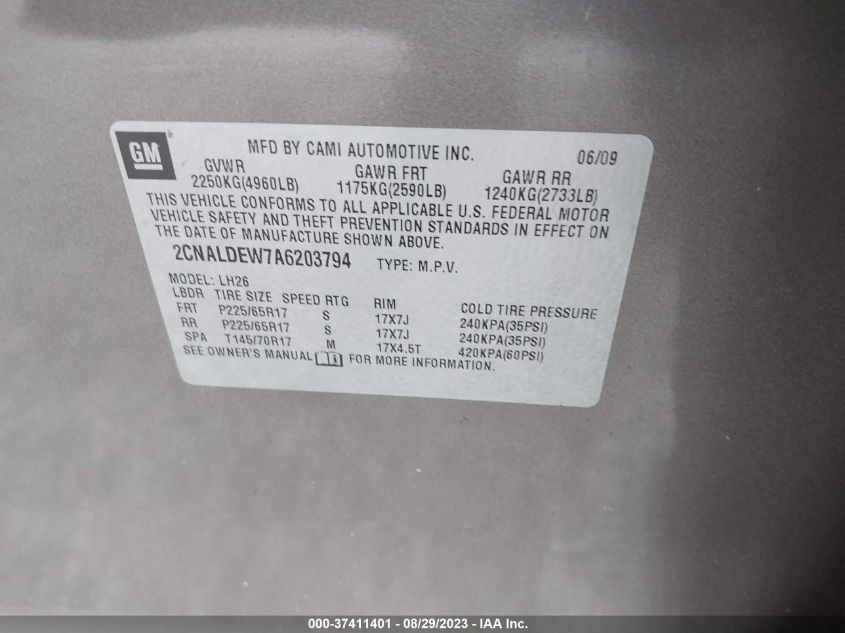 GM
MFD BY CAMI AUTOMOTIVE INC. 06/09
GVWR GAWR FRT GAWR RR
2250KG(4960LB) 1175KG(2590LB) 1240KG(2733LB)
THIS VEHICLE CONFORMS TO ALL APPLICABLE U.S. FEDERAL MOTOR
VEHICLE SAFETY AND THEFT PREVENTION STANDARDS IN EFFECT ON
THE DATE OF MANUFACTURE SHOWN ABOVE.
2CNALDEW7A6203794 TYPE: M.P.V.
MODEL: LH26
LBDR TIRE SIZE SPEED RTG RIM COLD TIRE PRESSURE
FRT P225/65R17 S 17X7J 240KPA(35PSI)
RR P225/65R17 S 17X7J 240KPA(35PSI)
SPA T145/70R17 M 17X4.5T 420KPA(60PSI)
SEE OWNER'S MANUAL i FOR MORE INFORMATION.
000-37411401 - 08/29/2023 - IAA Inc.